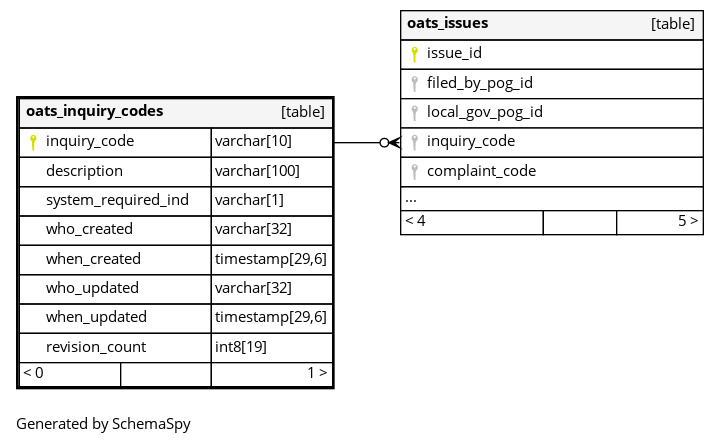 oats_issues [table]
issue_id
filed_by_pog_id
local_gov_pog_id
inquiry_code
complaint_code
...
< 4 5 >
oats_inquiry_codes [table]
inquiry_code varchar[10]
description varchar[100]
system_required_ind varchar[1]
who_created varchar[32]
when_created timestamp[29,6]
who_updated varchar[32]
when_updated timestamp[29,6]
revision_count int8[19]
< 0 1 >
Generated by SchemaSpy